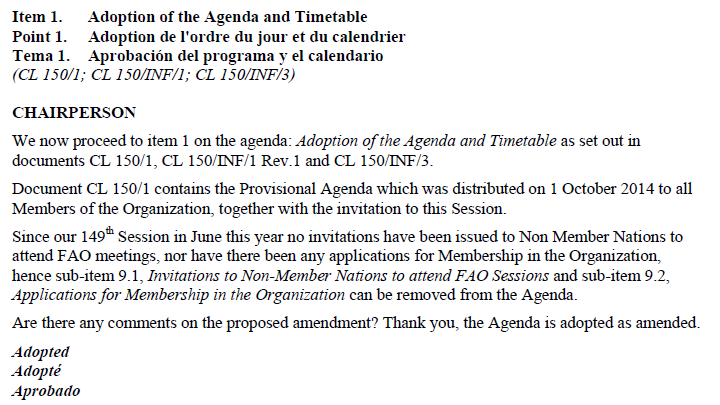 Item 1. Adoption of the Agenda and Timetable
Point 1. Adoption de l'ordre du jour et du calendrier
Tema 1. Aprobación del programa y el calendario
(CL 150/1; CL 150/INF/1; CL 150/INF/3)
CHAIRPERSON
We now proceed to item 1 on the agenda: Adoption of the Agenda and Timetable as set out in
documents CL 150/1, CL 150/INF/1 Rev.1 and CL 150/INF/3.
Document CL 150/1 contains the Provisional Agenda which was distributed on 1 October 2014 to all
Members of the Organization, together with the invitation to this Session.
Since our 149th Session in June this year no invitations have been issued to Non Member Nations to
attend FAO meetings, nor have there been any applications for Membership in the Organization,
hence sub-item 9.1, Invitations to Non-Member Nations to attend FAO Sessions and sub-item 9.2,
Applications for Membership in the Organization can be removed from the Agenda.
Are there any comments on the proposed amendment? Thank you, the Agenda is adopted as amended.
Adopted
Adopté
Aprobado